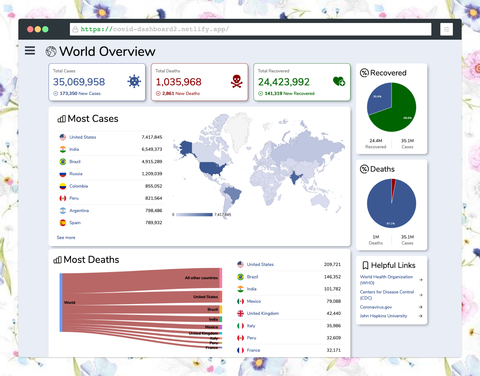 https://covid-dashboard2.netlify.app/
World Overview
Total Cases
35,069,958
173,350 New Cases
Total Deaths
1,035,968
2,861 New Deaths
Total Recovered
24,423,992
141,319 New Recovered
Recovered
24.4M 35.1M
Recovered Cases
Most Cases
United States 7,417,845
India 6,549,373
Brazil 4,915,289
Russia 1,209,039
Colombia 855,052
Peru 821,564
Argentina 798,486
Spain 789,932
See more
0 7,417,845
Deaths
1M 35.1M
Deaths Cases
Most Deaths
World
All other countries
United States
Brazil
India
Mexico
United Kingdom
Italy
Peru
France
United States 209,721
Brazil 146,352
India 101,782
Mexico 79,088
United Kingdom 42,440
Italy 35,986
Peru 32,609
France 32,171
Helpful Links
World Health Organization
(WHO)
Centers for Disease Control
(CDC)
Coronavirus.gov
John Hopkins University